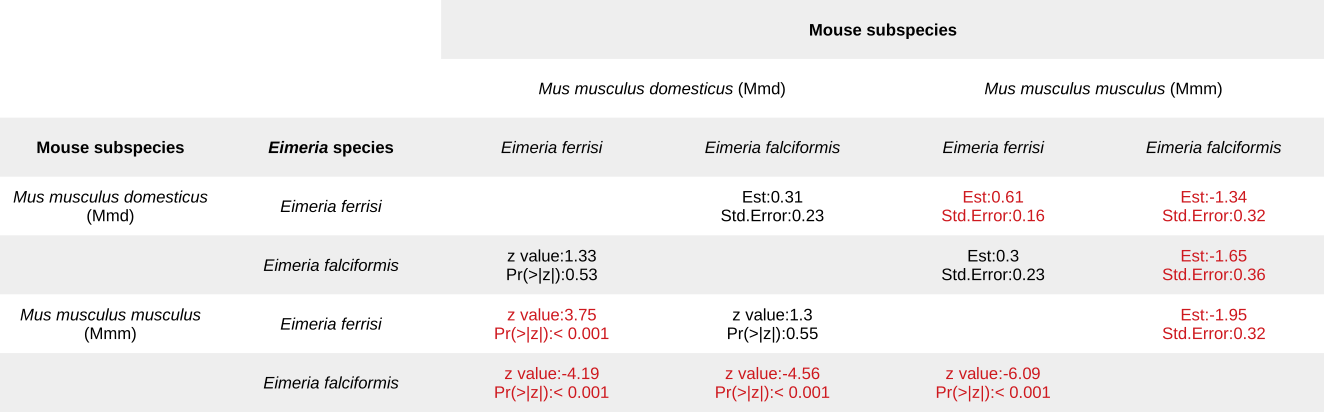 Mouse subspecies
Mus musculus domesticus (Mmd) Mus musculus musculus (Mmm)
Mouse subspecies Eimeria species Eimeria ferrisi Eimeria falciformis Eimeria ferrisi Eimeria falciformis
Mus musculus domesticus
(Mmd)
Eimeria ferrisi
Est:0.31
Std.Error:0.23
Est:0.61
Std.Error:0.16
Est:-1.34
Std.Error:0.32
Eimeria falciformis
z value:1.33
Pr(>|z|):0.53
Est:0.3
Std.Error:0.23
Est:-1.65
Std.Error:0.36
Mus musculus musculus
(Mmm)
Eimeria ferrisi
z value:3.75
Pr(>|z|):< 0.001
z value:1.3
Pr(>|z|):0.55
Est:-1.95
Std.Error:0.32
Eimeria falciformis
z value:-4.19
Pr(>|z|):< 0.001
z value:-4.56
Pr(>|z|):< 0.001
z value:-6.09
Pr(>|z|):< 0.001